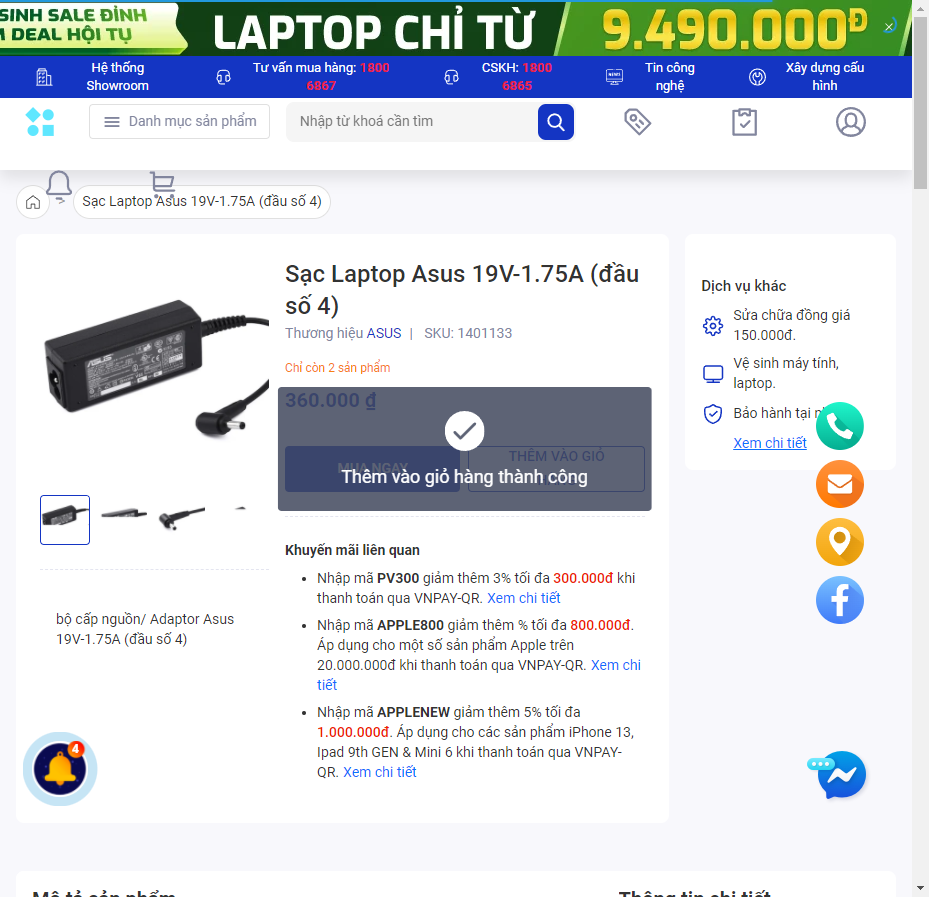 SINH SALE ĐỈNH
M DEAL HỘI TỤ
LAPTOP CHỈ TỪ
9.490.000Đ
Hệ thống
Showroom
Tư vấn mua hàng: 1800
6867
CSKH: 1800
6865
NEWS
Tin công
nghệ
Xây dựng cấu
hình
Danh mục sản phẩm
Nhập từ khoá cần tìm
Sạc Laptop Asus 19V-1.75A (đầu số 4)
Sạc Laptop Asus 19V-1.75A (đầu
số 4)
Thương hiệu ASUS | SKU: 1401133
Chỉ còn 2 sản phẩm
360.000 ₫
MUA NGAY
THÊM VÀO GIỎ
Thêm vào giỏ hàng thành công
Khuyến mãi liên quan
• Nhập mã PV300 giảm thêm 3% tối đa 300.000đ khi
thanh toán qua VNPAY-QR. Xem chi tiết
• Nhập mã APPLE800 giảm thêm % tối đa 800.000đ.
Áp dụng cho một số sản phẩm Apple trên
20.000.000đ khi thanh toán qua VNPAY-QR. Xem chi
tiết
• Nhập mã APPLENEW giảm thêm 5% tối đa
1.000.000đ. Áp dụng cho các sản phẩm iPhone 13,
Ipad 9th GEN & Mini 6 khi thanh toán qua VNPAY-
QR. Xem chi tiết
ASUS
bộ cấp nguồn/ Adaptor Asus
19V-1.75A (đầu số 4)
4
Dịch vụ khác
Sửa chữa đồng giá
150.000đ.
Vệ sinh máy tính,
laptop.
Bảo hành tại
Xem chi tiết
Mô tả sản phẩm
Thông tin chi tiết